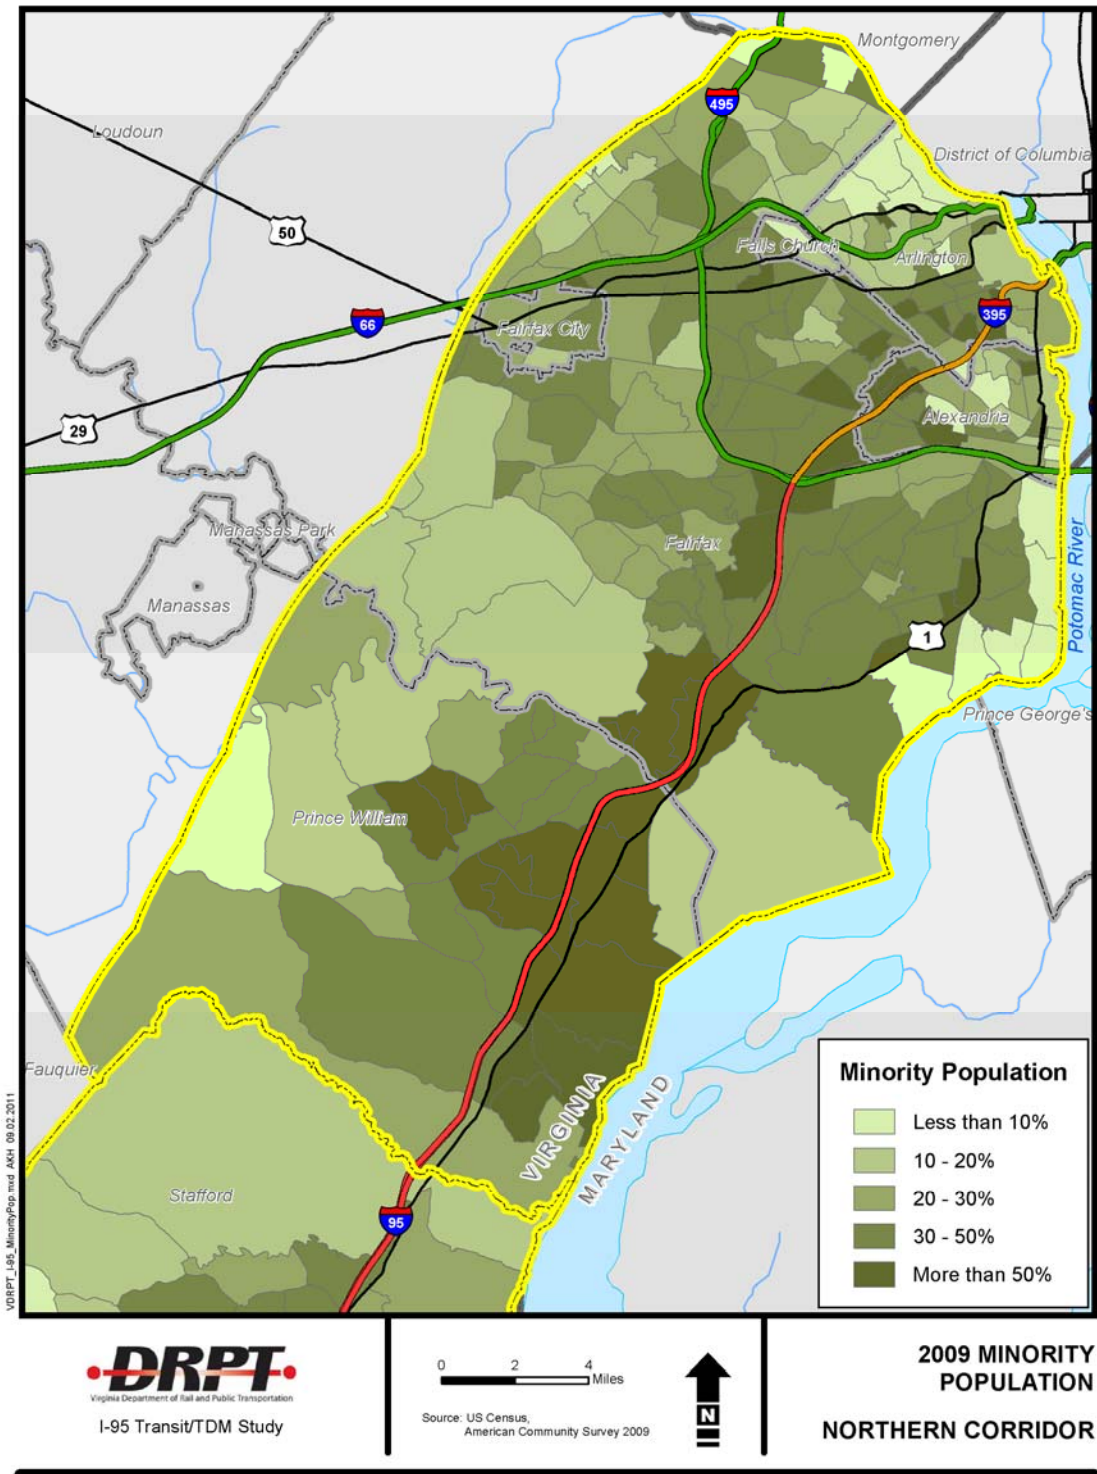 Montgomery
495
Loudoun
District of Columbia
50
Falls Church
Arlington
66
Fairfax City
395
29
Alexandria
Manassas Park
Fairfax
Manassas
Potomac River
1
Prince George's
Prince William
Fauquier
VIRGINIA
MARYLAND
Stafford
95
Minority Population
Less than 10%
10 - 20%
20 - 30%
30 - 50%
More than 50%
VDRPT_I-95_MinorityPop.mxd AKH 09.02.2011
DRPT
Virginia Department of Rail and Public Transportation
I-95 Transit/TDM Study
0 2 4
Miles
Source: US Census,
American Community Survey 2009
N
2009 MINORITY
POPULATION
NORTHERN CORRIDOR